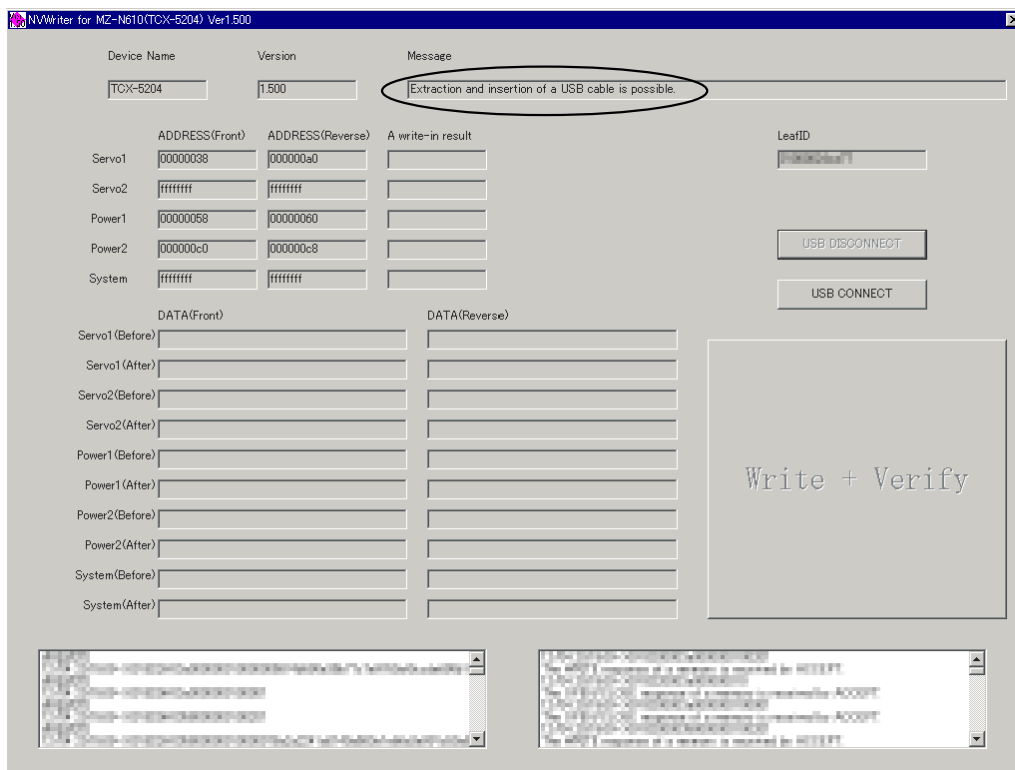 NVWriter for MZ-N610(TCX-5204) Ver1.500
Device Name Version Message
TCX-5204 1.500 Extraction and insertion of a USB cable is possible.
ADDRESS(Front) ADDRESS(Reverse) A write-in result LeafID
Servo1 00000038 000000a0
Servo2 ffffffff ffffffff
Power1 00000058 00000060
Power2 000000c0 000000c8
USB DISCONNECT
System ffffffff ffffffff
USB CONNECT
DATA(Front) DATA(Reverse)
Servo1(Before)
Servo1(After)
Servo2(Before)
Servo2(After)
Power1(Before)
Power1(After)
Write + Verify
Power2(Before)
Power2(After)
System(Before)
System(After)